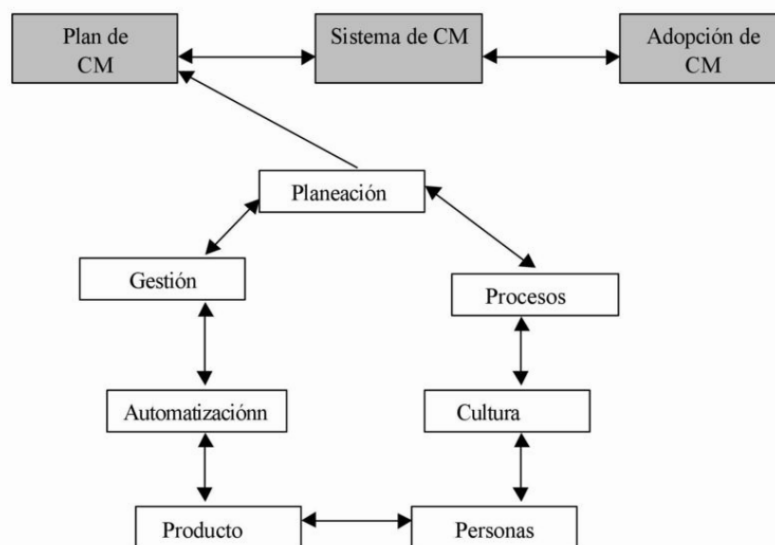 Plan de
CM
Sistema de CM
Adopción de
CM
Planeación
Gestión
Procesos
Automatizaciónn
Cultura
Producto
Personas